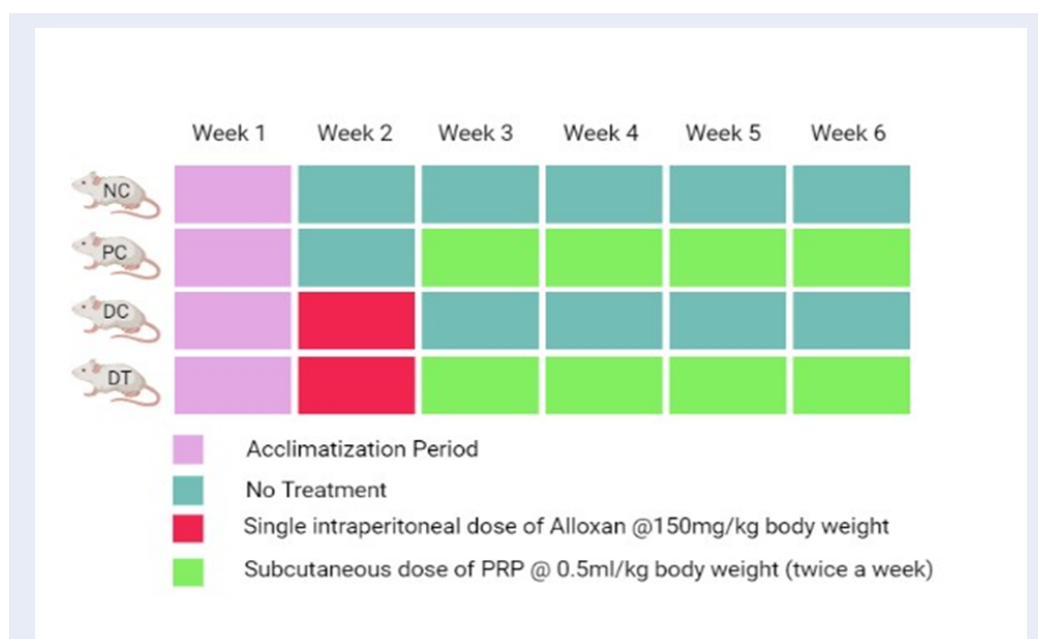 Week 1 Week 2 Week 3 Week 4 Week 5 Week 6
NC
PC
DC
DT
Acclimatization Period
No Treatment
Single intraperitoneal dose of Alloxan @150mg/kg body weight
Subcutaneous dose of PRP @ 0.5ml/kg body weight (twice a week)